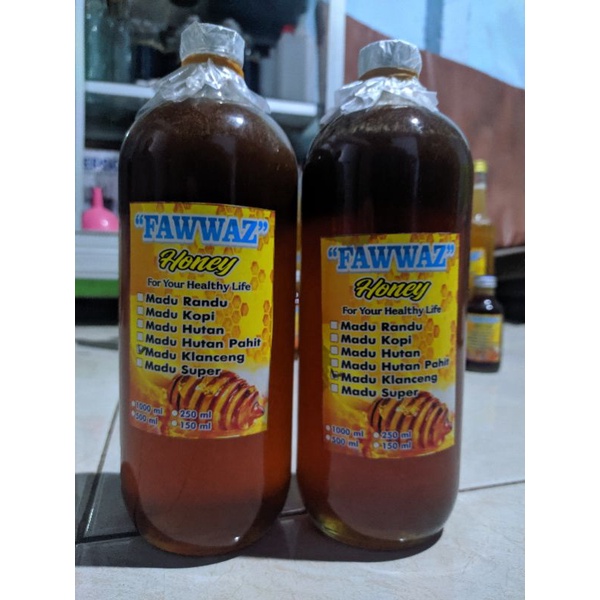 “FAWWAZ”
Honey
For Your Healthy Life
Madu Randu
Madu Kopi
Madu Hutan
Madu Hutan Pahit
Madu Klanceng
Madu Super
1000 ml
250 ml
500 ml
150 ml
“FAWWAZ”
Honey
For Your Healthy Life
Madu Randu
Madu Kopi
Madu Hutan
Madu Hutan Pahit
Madu Klanceng
Madu Super
1000 ml
250 ml
500 ml
150 ml